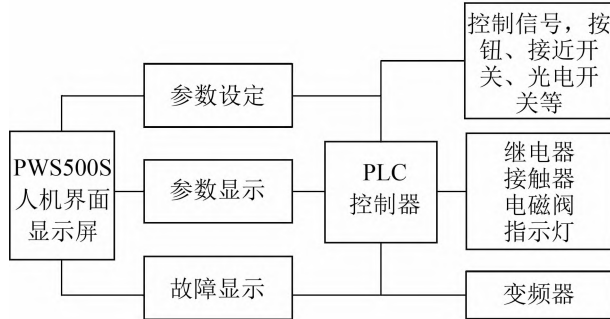 PWS500S
人机界面
显示屏
参数设定
参数显示
故障显示
PLC
控制器
控制信号，按
钮、接近开
关、光电开
关等
继电器
接触器
电磁阀
指示灯
变频器